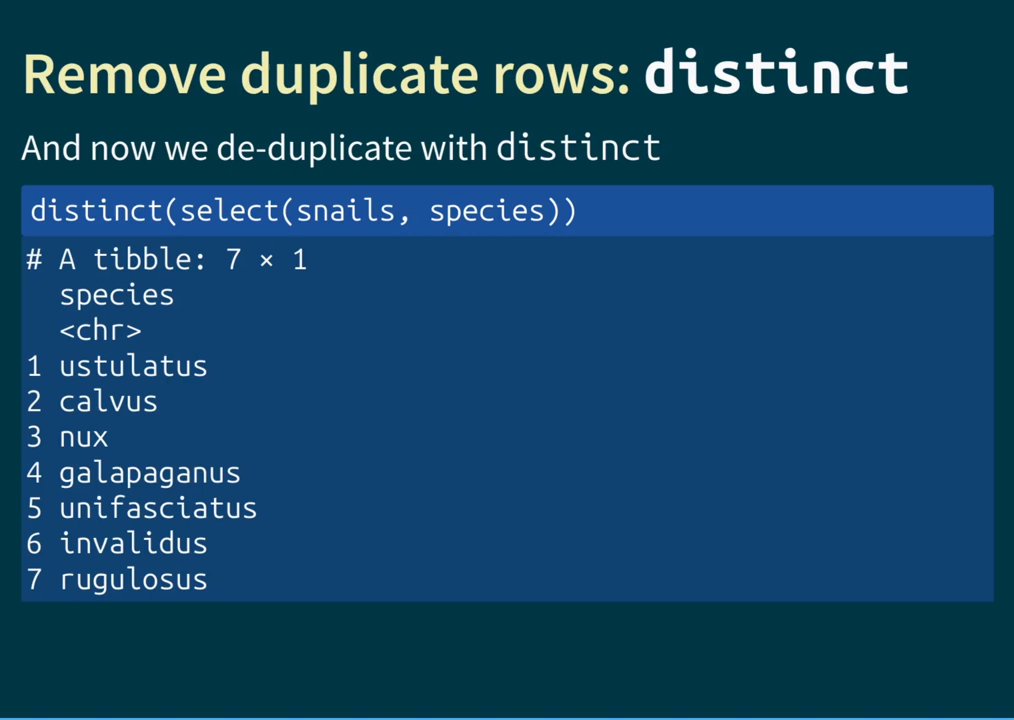 Remove duplicate rows: distinct
And now we de-duplicate with distinct
distinct(select(snails, species))
# A tibble: 7 × 1
species
<chr>
1 ustulatus
2 calvus
3 nux
4 galapaganus
5 unifasciatus
6 invalidus
7 rugulosus